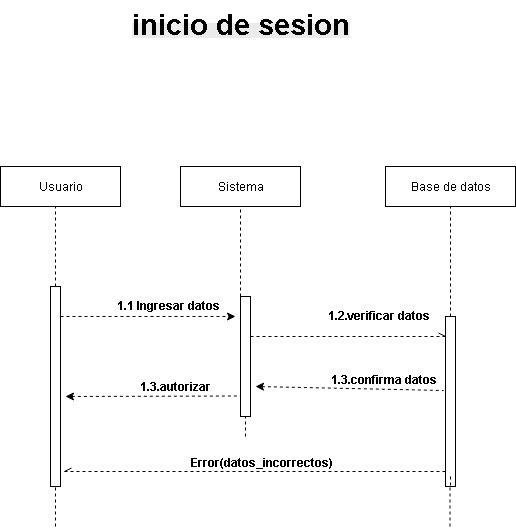 inicio de sesion
Usuario
Sistema
Base de datos
1.1 Ingresar datos
1.2.verificar datos
1.3.confirma datos
1.3.autorizar
Error(datos_incorrectos)